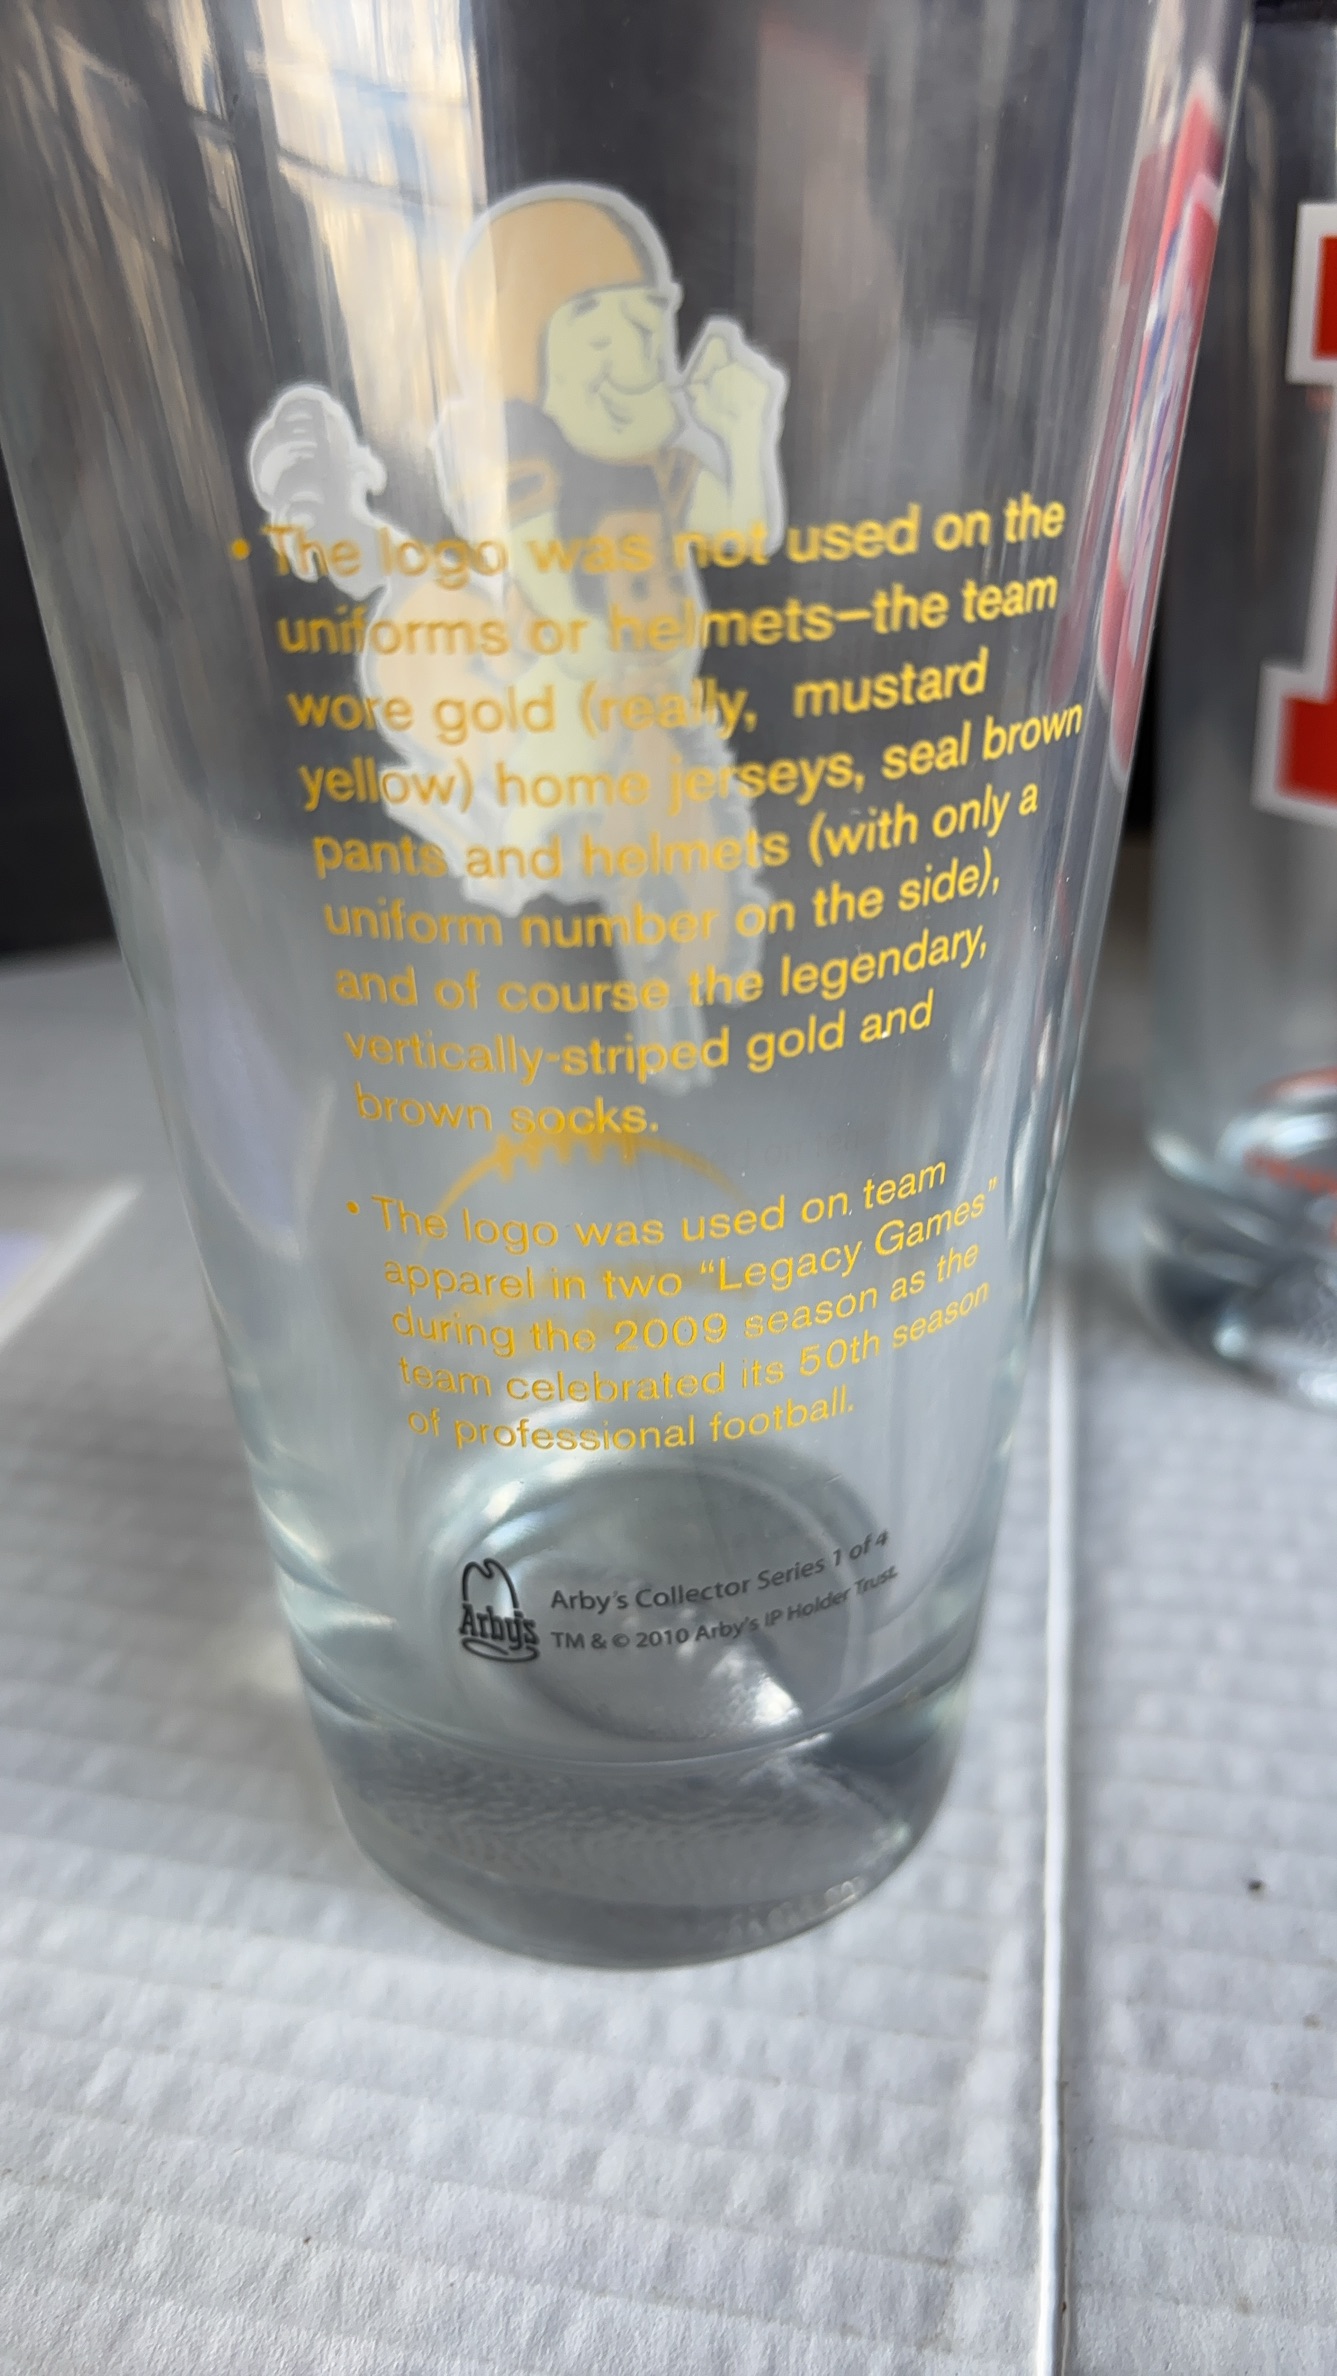 • The logo was not used on the
uniforms or helmets—the team
wore gold (really, mustard
yellow) home jerseys, seal brown
pants and helmets (with only a
uniform number on the side),
and of course the legendary,
vertically-striped gold and
brown socks.
• The logo was used on team
apparel in two “Legacy Games”
during the 2009 season as the
team celebrated its 50th season
of professional football.
Arby's
Arby's Collector Series 1 of 4
TM & © 2010 Arby's IP Holder Trust.